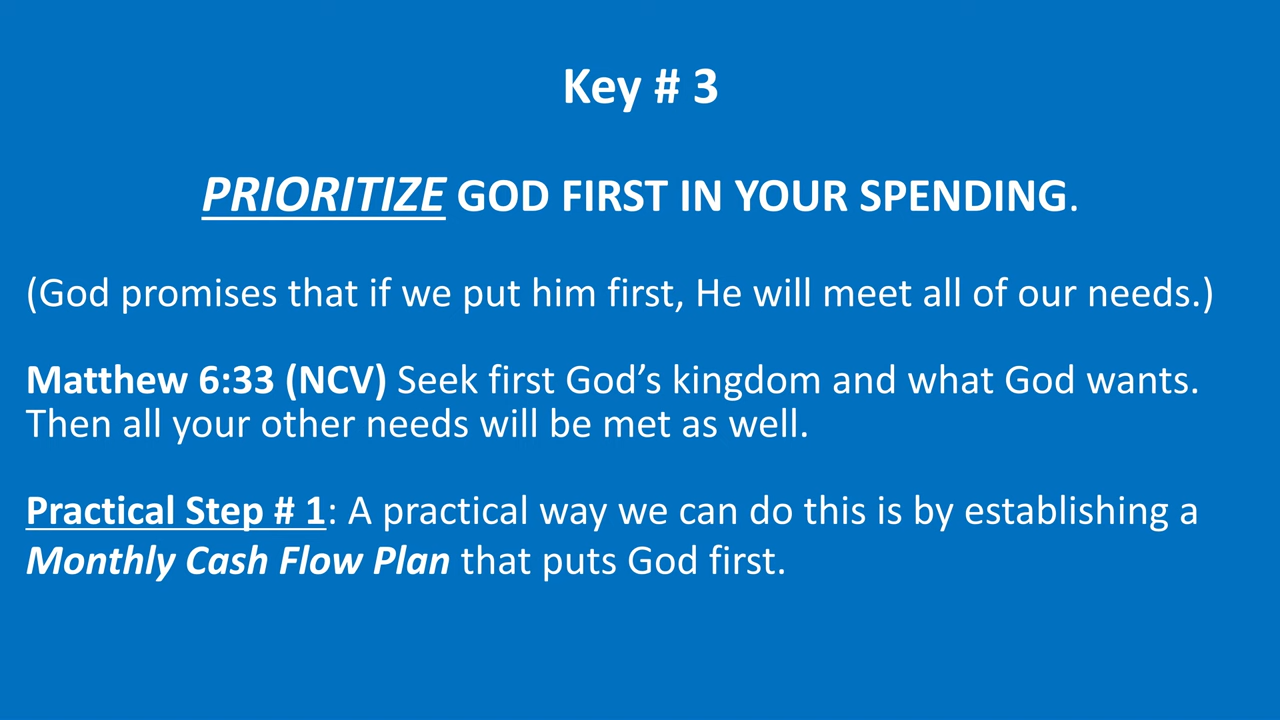 Key # 3
PRIORITIZE GOD FIRST IN YOUR SPENDING.
(God promises that if we put him first, He will meet all of our needs.)
Matthew 6:33 (NCV) Seek first God’s kingdom and what God wants.
Then all your other needs will be met as well.
Practical Step # 1: A practical way we can do this is by establishing a
Monthly Cash Flow Plan that puts God first.